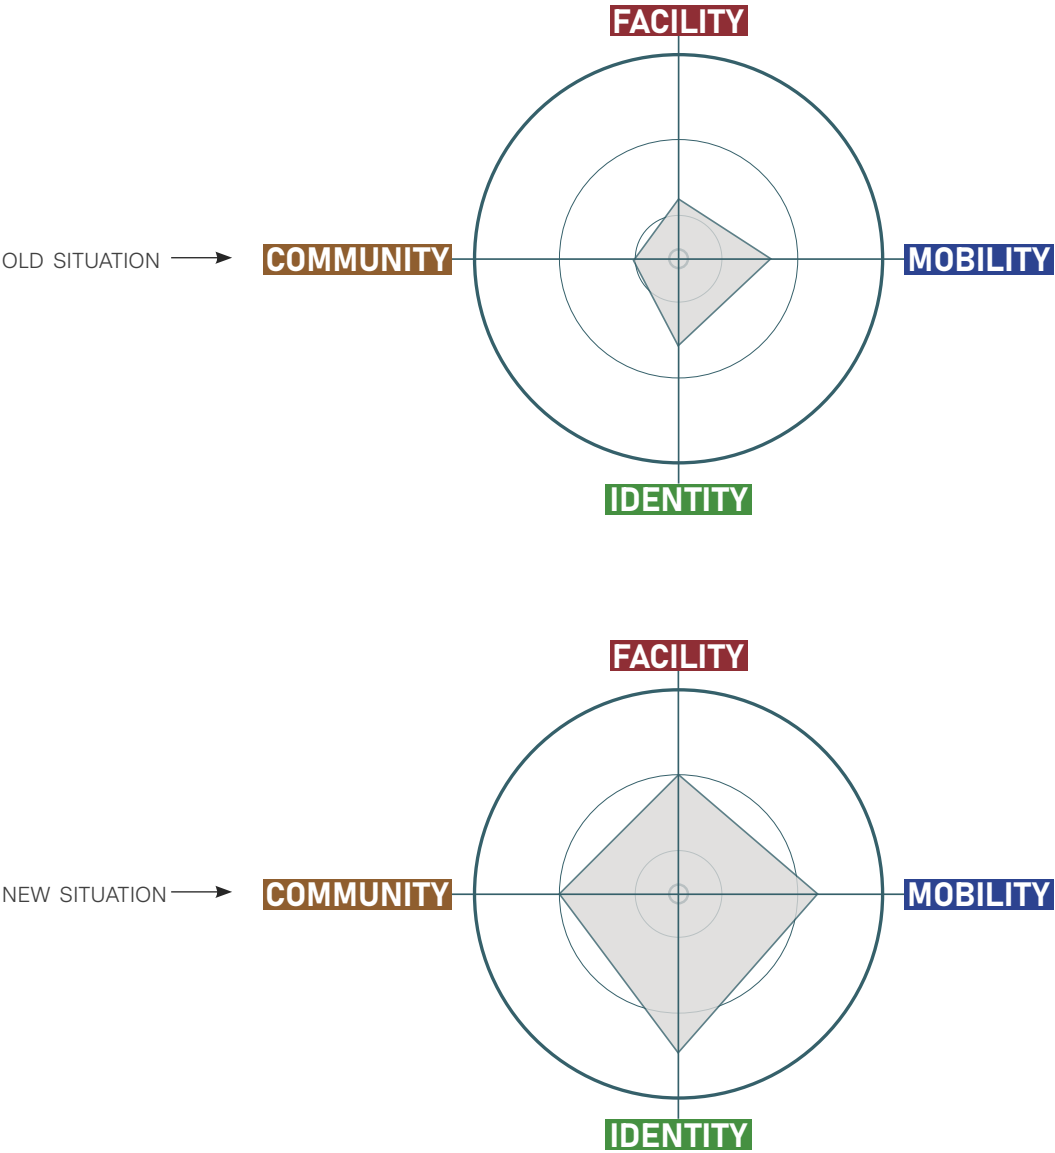 FACILITY
OLD SITUATION
COMMUNITY
MOBILITY
IDENTITY
FACILITY
NEW SITUATION
COMMUNITY
MOBILITY
IDENTITY